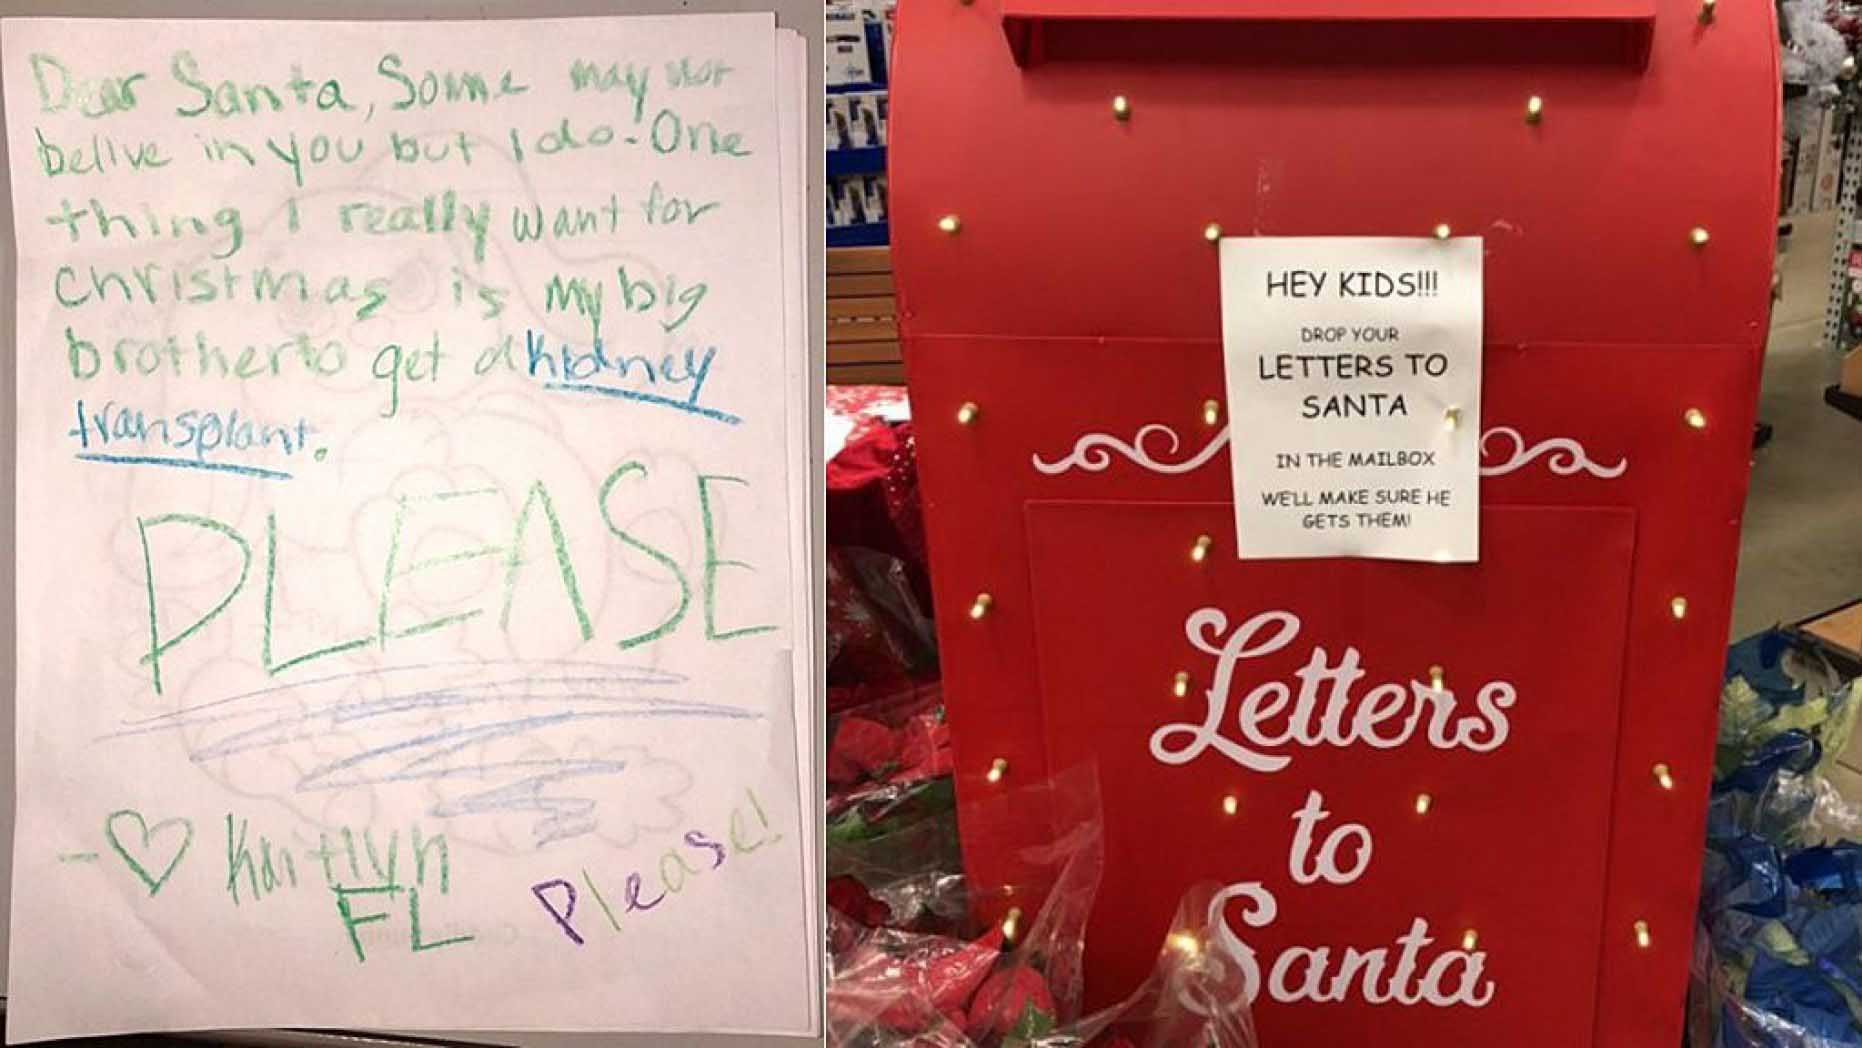 Dear Santa, Some may not
belive in you but I do. One
thing I really want for
christmas is my big
brother to get a kidney
transplant.
PLEASE
- ♡ Kaitlyn
FL
Please!
HEY KIDS!!!
DROP YOUR
LETTERS TO
SANTA
IN THE MAILBOX
WE'LL MAKE SURE HE
GETS THEM!
Letters
to
Santa